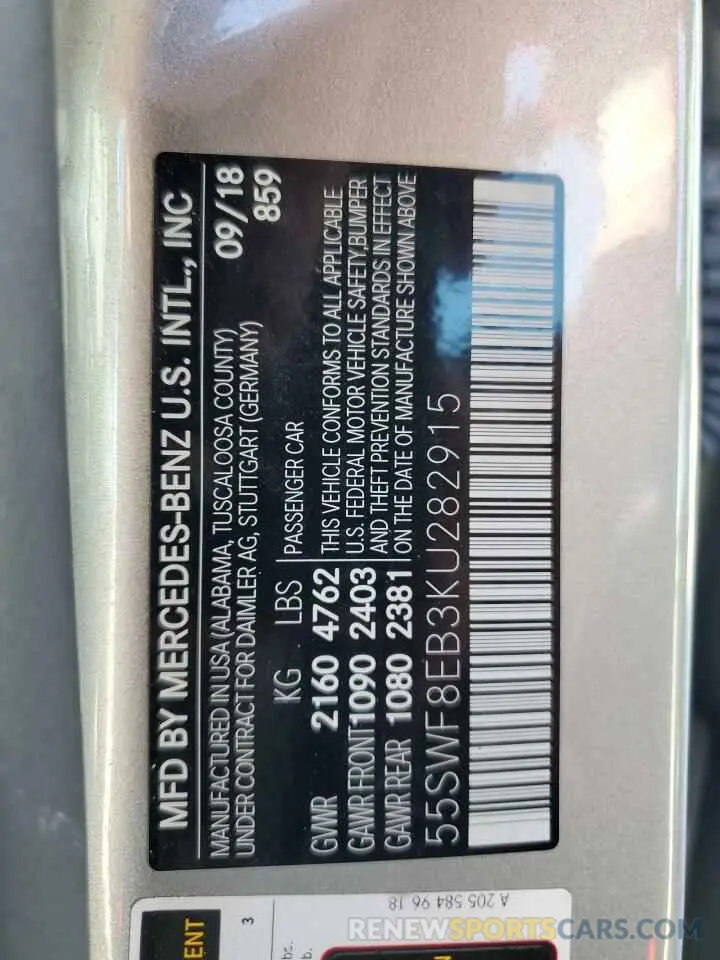 MFD BY MERCEDES-BENZ U.S. INTL., INC
MANUFACTURED IN USA (ALABAMA, TUSCALOOSA COUNTY) 09/18
UNDER CONTRACT FOR DAIMLER AG, STUTTGART (GERMANY) 859
KG LBS PASSENGER CAR
GVWR 2160 4762 THIS VEHICLE CONFORMS TO ALL APPLICABLE
GAWR FRONT 1090 2403 U.S. FEDERAL MOTOR VEHICLE SAFETY, BUMPER,
GAWR REAR 1080 2381 AND THEFT PREVENTION STANDARDS IN EFFECT
ON THE DATE OF MANUFACTURE SHOWN ABOVE
55SWF8EB3KU282915
A 205 584 96 18
3
RENEWSPORTSCARS.COM